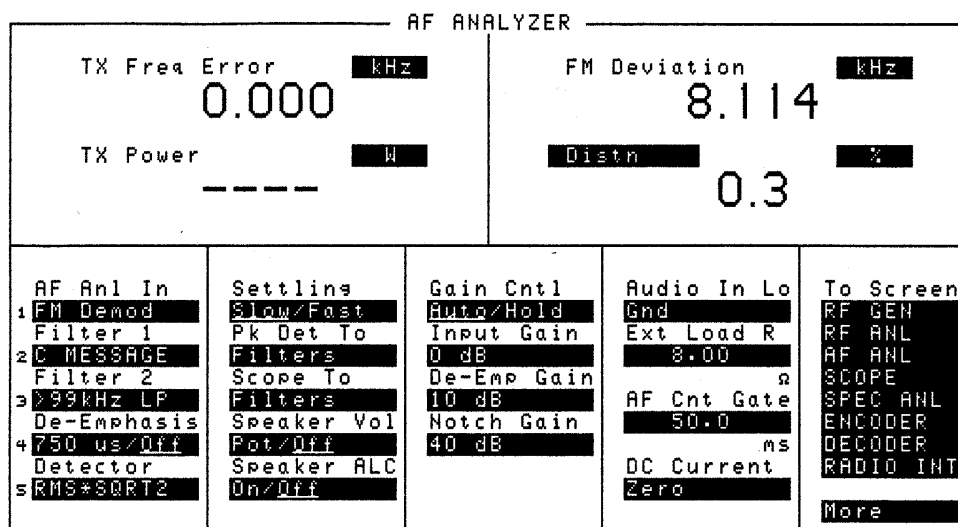 AF ANALYZER
TX Freq Error kHz
0.000
FM Deviation kHz
8.114
TX Power W
----
Distn %
0.3
AF Anl In
1 FM Demod
Filter 1
2 C MESSAGE
Filter 2
3 >99kHz LP
De-Emphasis
4 750 us/Off
Detector
5 RMS*SQRT2
Settling
Slow/Fast
Pk Det To
Filters
Scope To
Filters
Speaker Vol
Pot/Off
Speaker ALC
On/Off
Gain Cntl
Auto/Hold
Input Gain
0 dB
De-Emp Gain
10 dB
Notch Gain
40 dB
Audio In Lo
Gnd
Ext Load R
8.00
Ω
AF Cnt Gate
50.0
ms
DC Current
Zero
To Screen
RF GEN
RF ANL
AF ANL
SCOPE
SPEC ANL
ENCODER
DECODER
RADIO INT
More